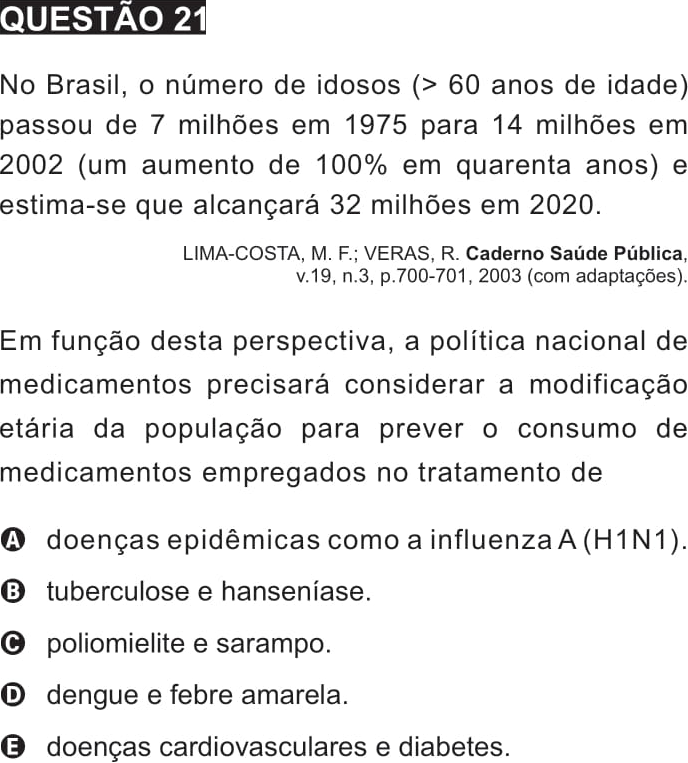 QUESTÃO 21
No Brasil, o número de idosos (> 60 anos de idade)
passou de 7 milhões em 1975 para 14 milhões em
2002 (um aumento de 100% em quarenta anos) e
estima-se que alcançará 32 milhões em 2020.
LIMA-COSTA, M. F.; VERAS, R. Caderno Saúde Pública,
v.19, n.3, p.700-701, 2003 (com adaptações).
Em função desta perspectiva, a política nacional de
medicamentos precisará considerar a modificação
etária da população para prever o consumo de
medicamentos empregados no tratamento de
A doenças epidêmicas como a influenza A (H1N1).
B tuberculose e hanseníase.
C poliomielite e sarampo.
D dengue e febre amarela.
E doenças cardiovasculares e diabetes.